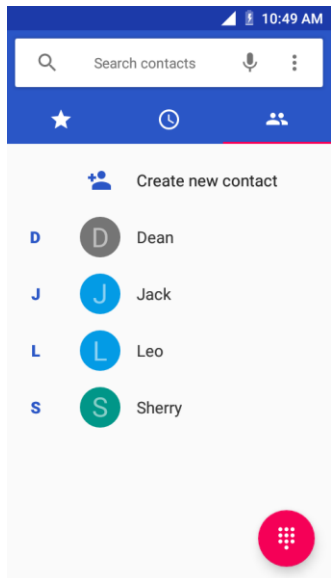 10:49 AM
Search contacts
Create new contact
D D Dean
J J Jack
L L Leo
S S Sherry